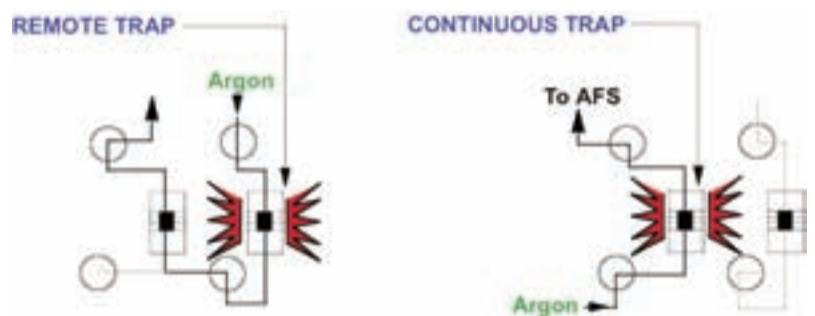 REMOTE TRAP
Argon
CONTINUOUS TRAP
To AFS
Argon